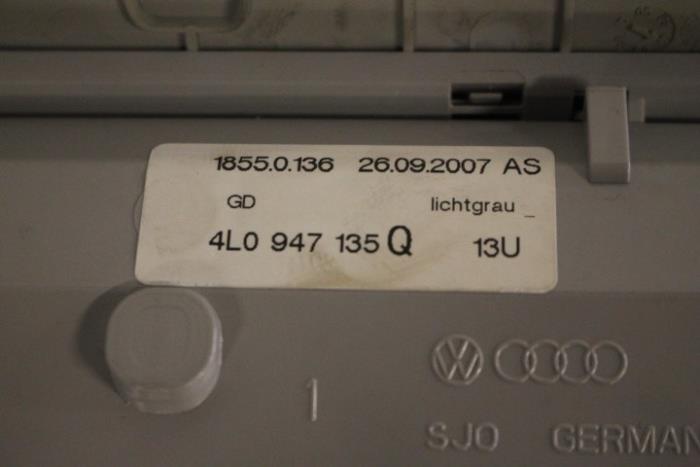 1855.0.136 26.09.2007 AS
GD lichtgrau _
4L0 947 135 Q 13U
1
SJO GERMAN